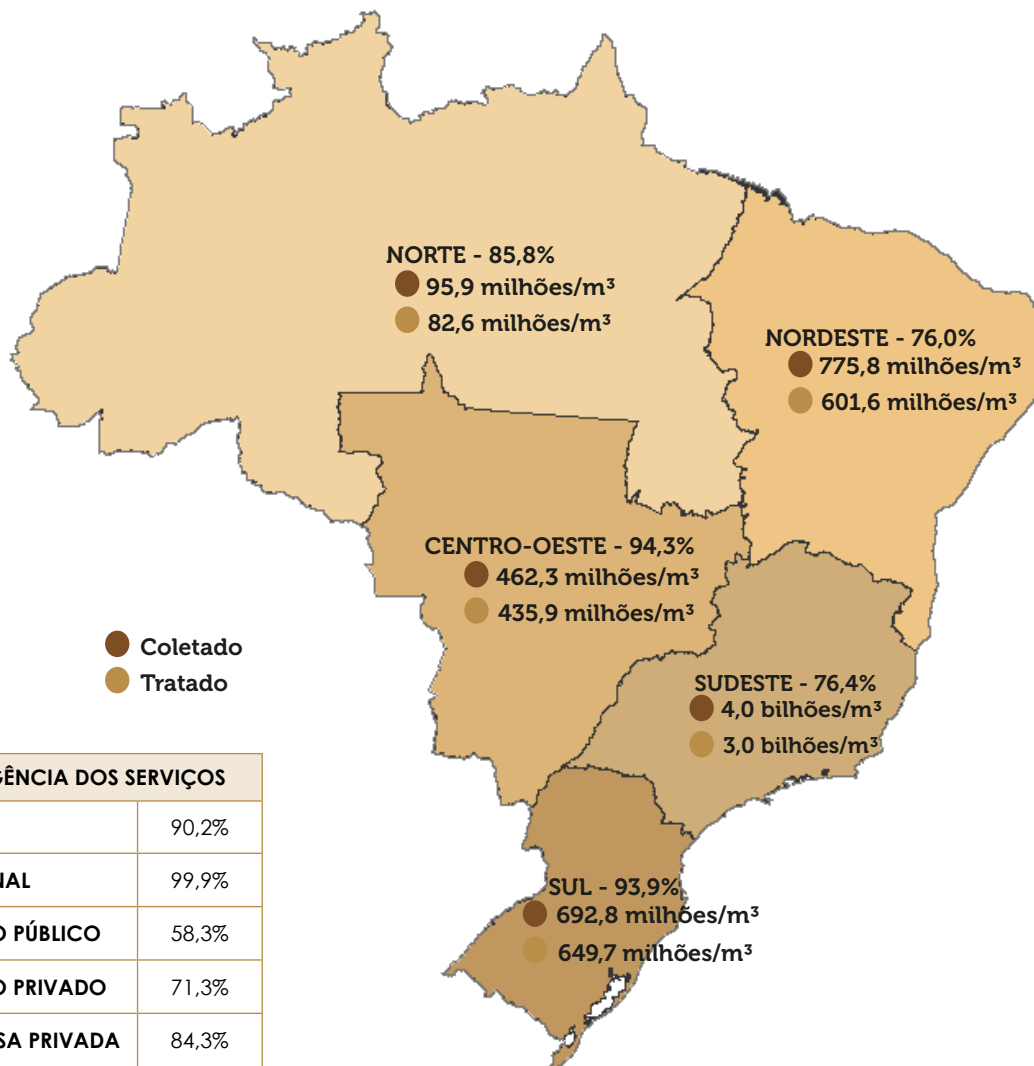 NORTE - 85,8%
95,9 milhões/m³
82,6 milhões/m³
NORDESTE - 76,0%
775,8 milhões/m³
601,6 milhões/m³
CENTRO-OESTE - 94,3%
462,3 milhões/m³
435,9 milhões/m³
Coletado
Tratado
SUDESTE - 76,4%
4,0 bilhões/m³
3,0 bilhões/m³
SUL - 93,9%
692,8 milhões/m³
649,7 milhões/m³
DOS SERVIÇOS
90,2%
99,9%
PÚBLICO 58,3%
PRIVADO 71,3%
PRIVADA 84,3%